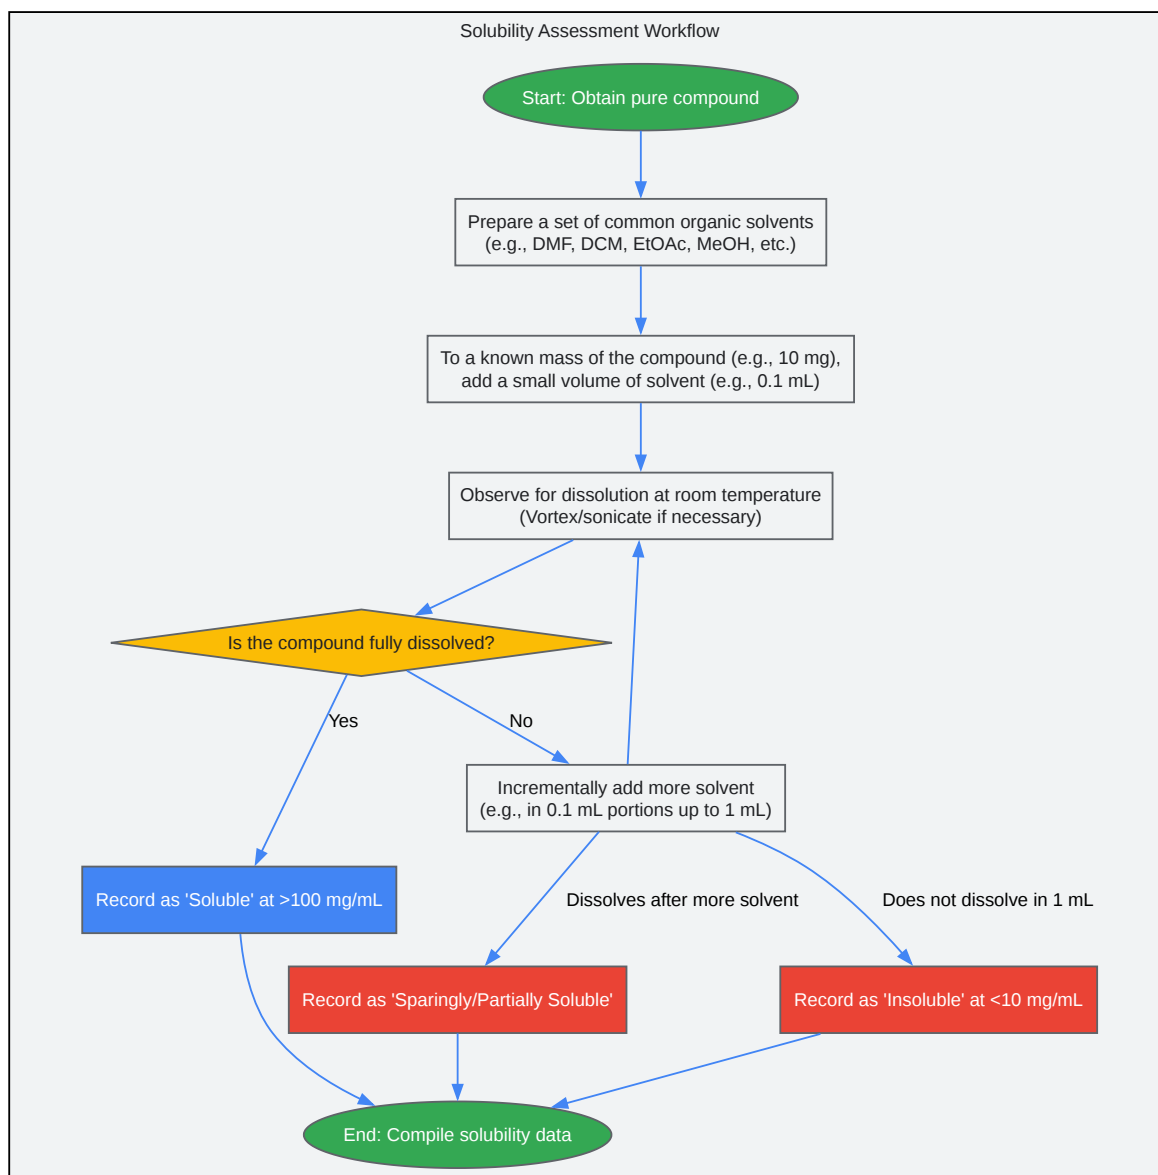 Solubility Assessment Workflow
Start: Obtain pure compound
Prepare a set of common organic solvents
(e.g., DMF, DCM, EtOAc, MeOH, etc.)
To a known mass of the compound (e.g., 10 mg),
add a small volume of solvent (e.g., 0.1 mL)
Observe for dissolution at room temperature
(Vortex/sonicate if necessary)
Is the compound fully dissolved?
Yes
No
Incrementally add more solvent
(e.g., in 0.1 mL portions up to 1 mL)
Record as 'Soluble' at >100 mg/mL
Dissolves after more solvent
Does not dissolve in 1 mL
Record as 'Sparingly/Partially Soluble'
Record as 'Insoluble' at <10 mg/mL
End: Compile solubility data